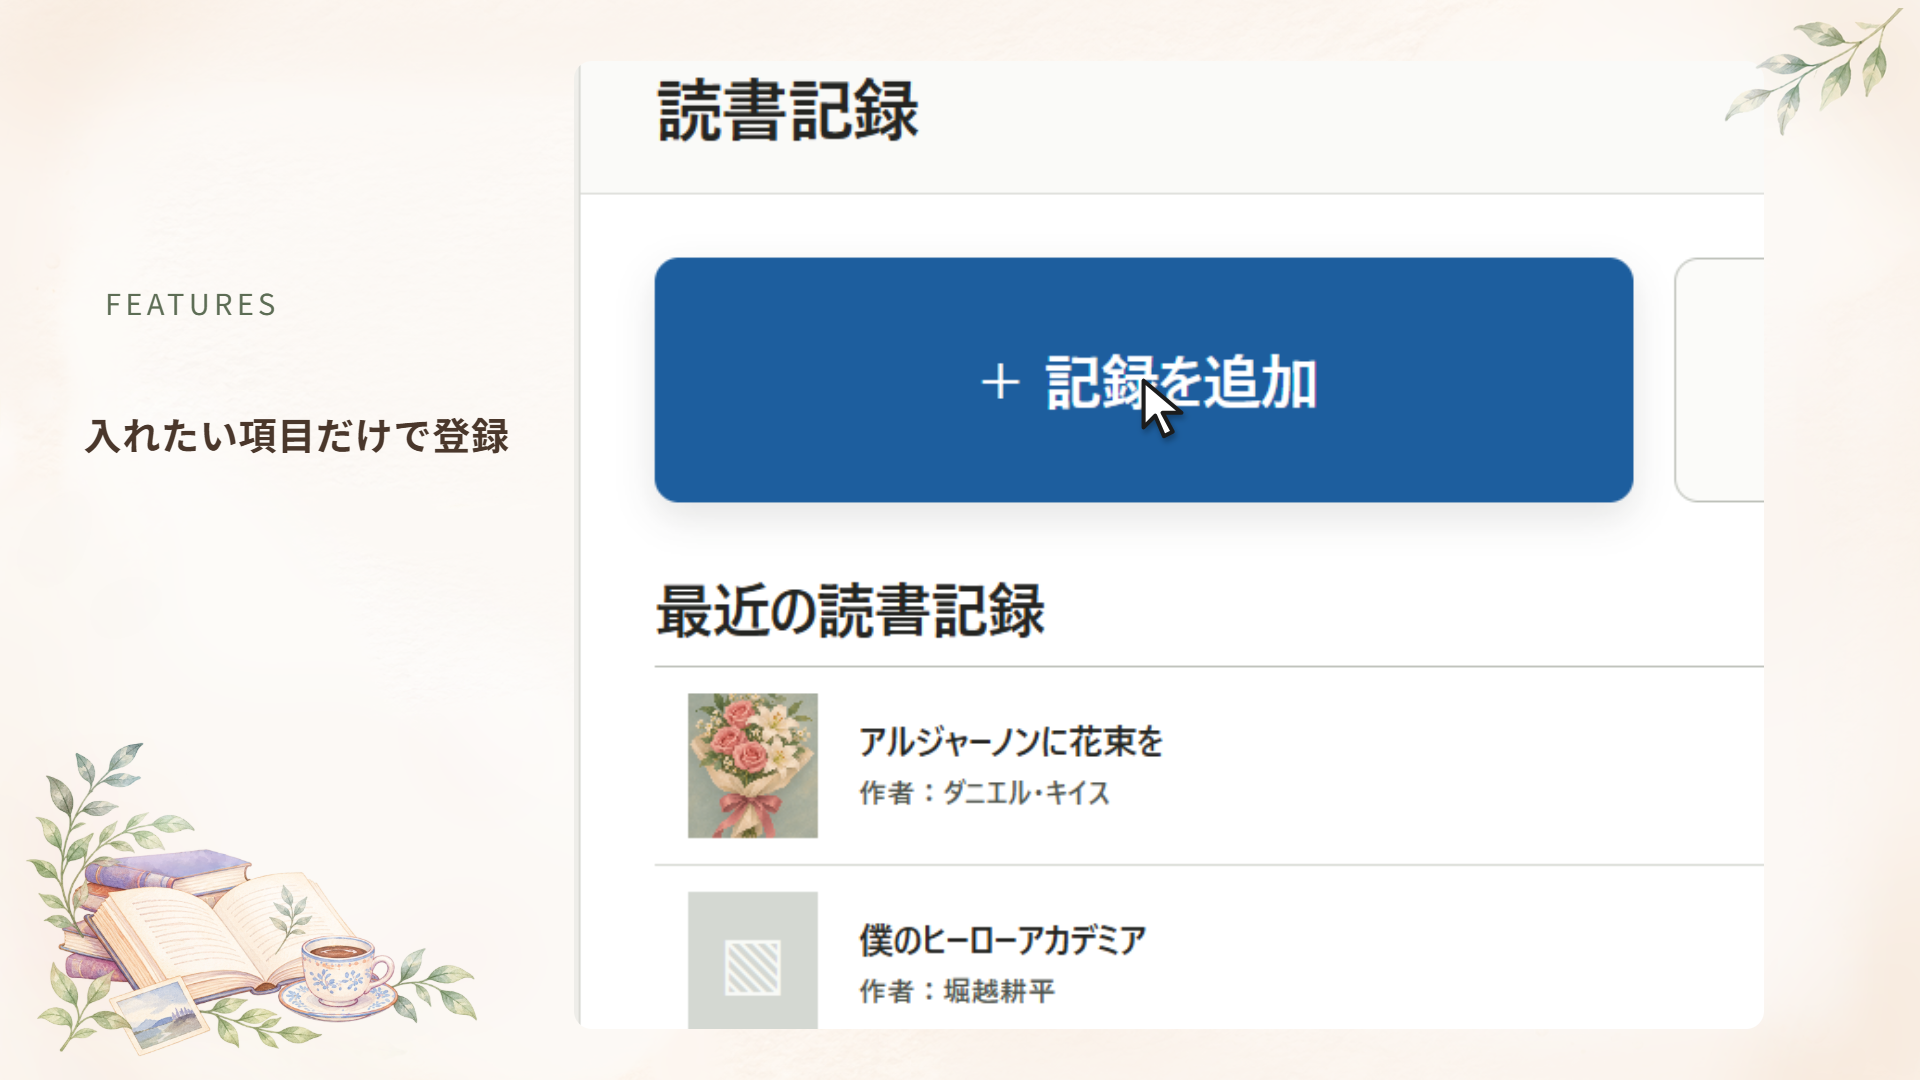 FEATURES
入れたい項目だけで登録
読書記録
＋ 記録を追加
最近の読書記録
アルジャーノンに花束を
作者：ダニエル・キイス
僕のヒーローアカデミア
作者：堀越耕平